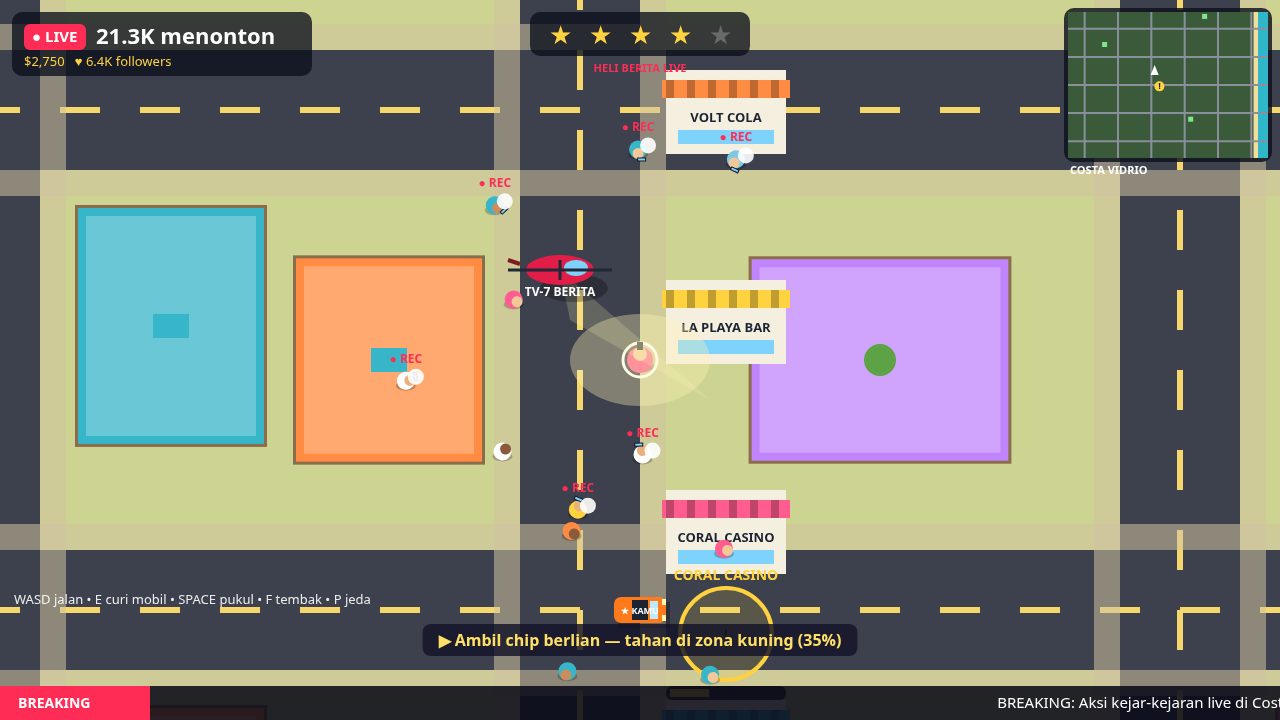 ● LIVE 21.3K menonton
$2,750 ♥ 6.4K followers
★ ★ ★ ★ ★
HELI BERITA LIVE
VOLT COLA
● REC
● REC
COSTA VIDRIO
● REC
TV-7 BERITA
LA PLAYA BAR
● REC
● REC
● REC
CORAL CASINO
CORAL CASINO
WASD jalan • E curi mobil • SPACE pukul • F tembak • P jeda
★ KAMU
▶ Ambil chip berlian — tahan di zona kuning (35%)
BREAKING
BREAKING: Aksi kejar-kejaran live di Cos